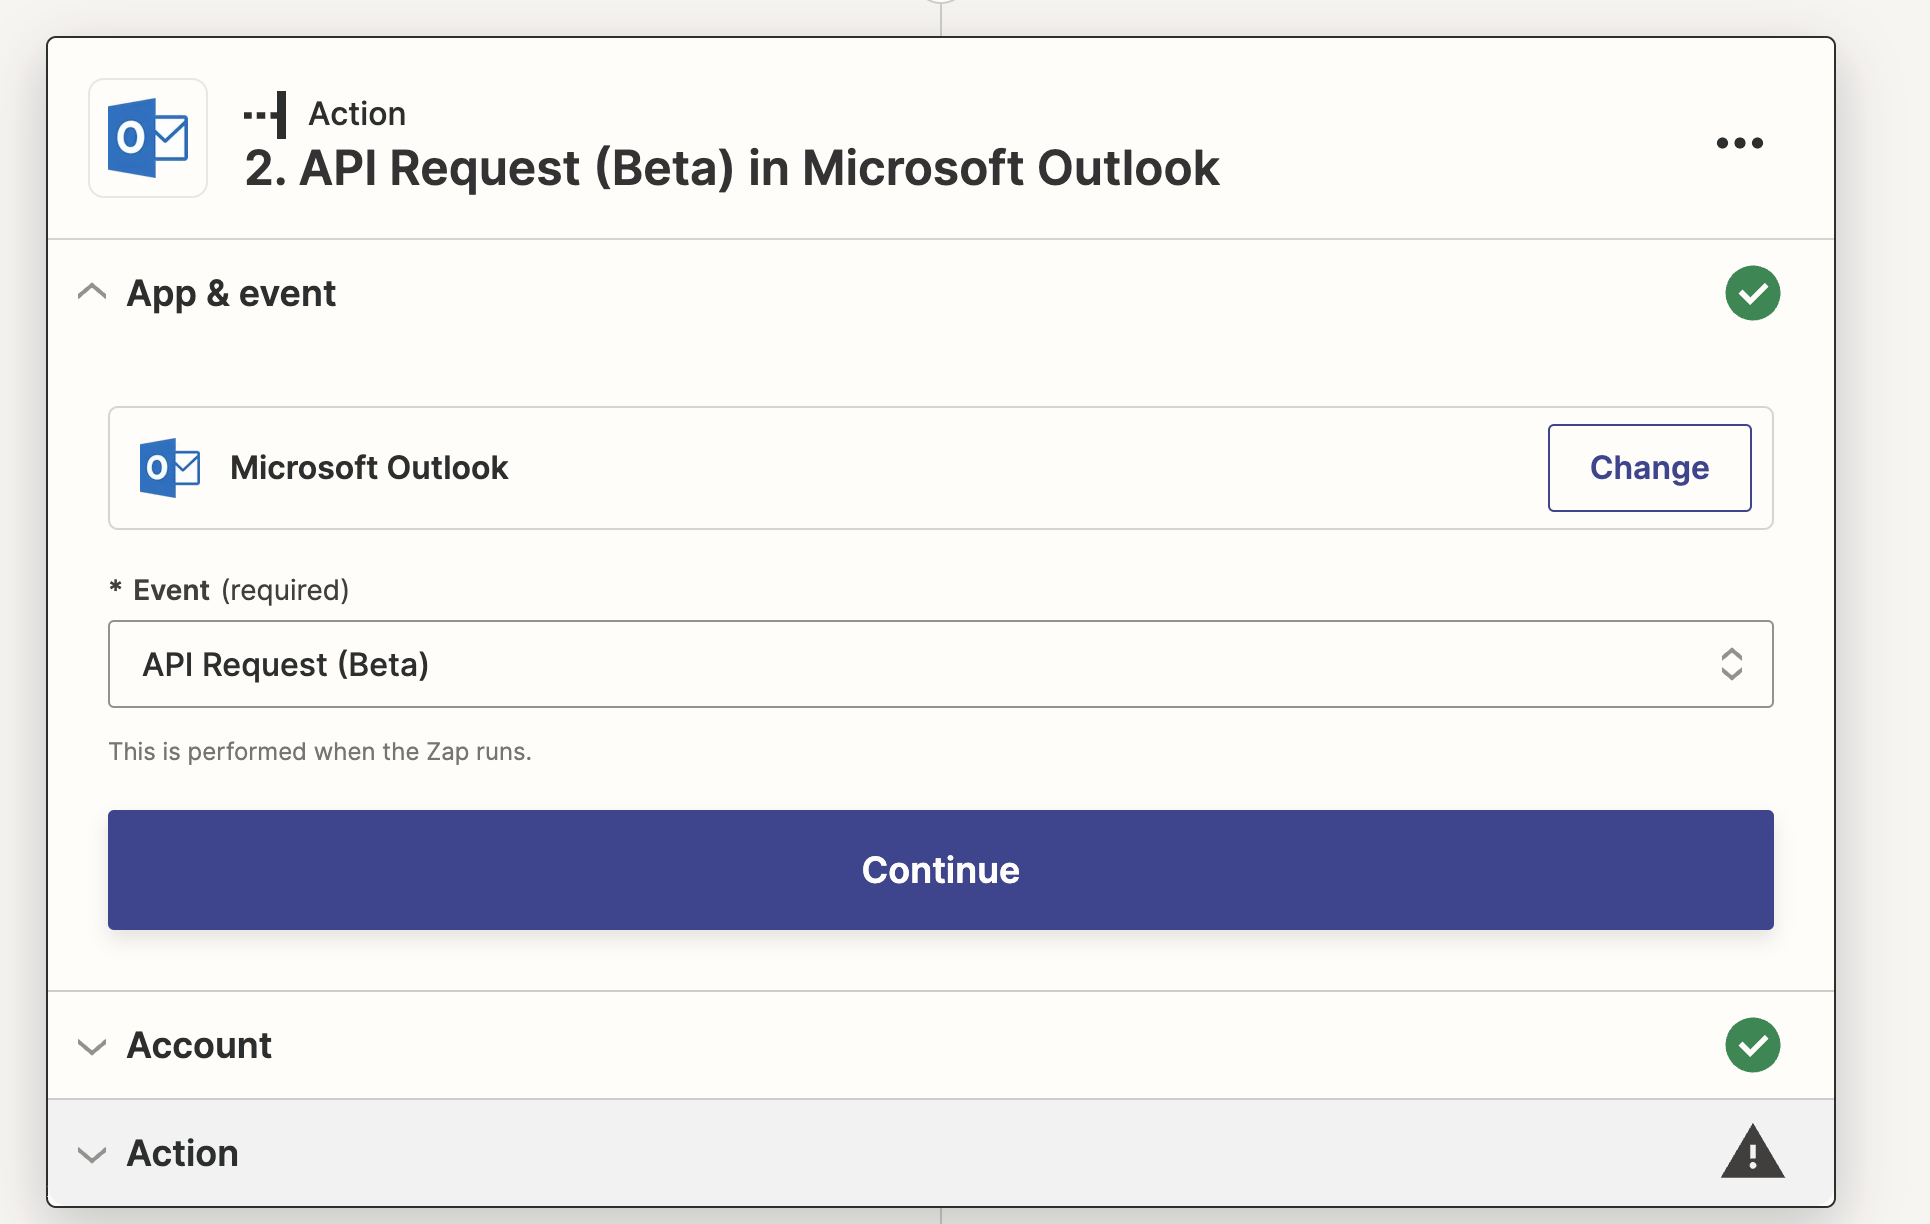 Action
2. API Request (Beta) in Microsoft Outlook
App & event
Microsoft Outlook
Change
* Event (required)
API Request (Beta)
This is performed when the Zap runs.
Continue
Account
Action